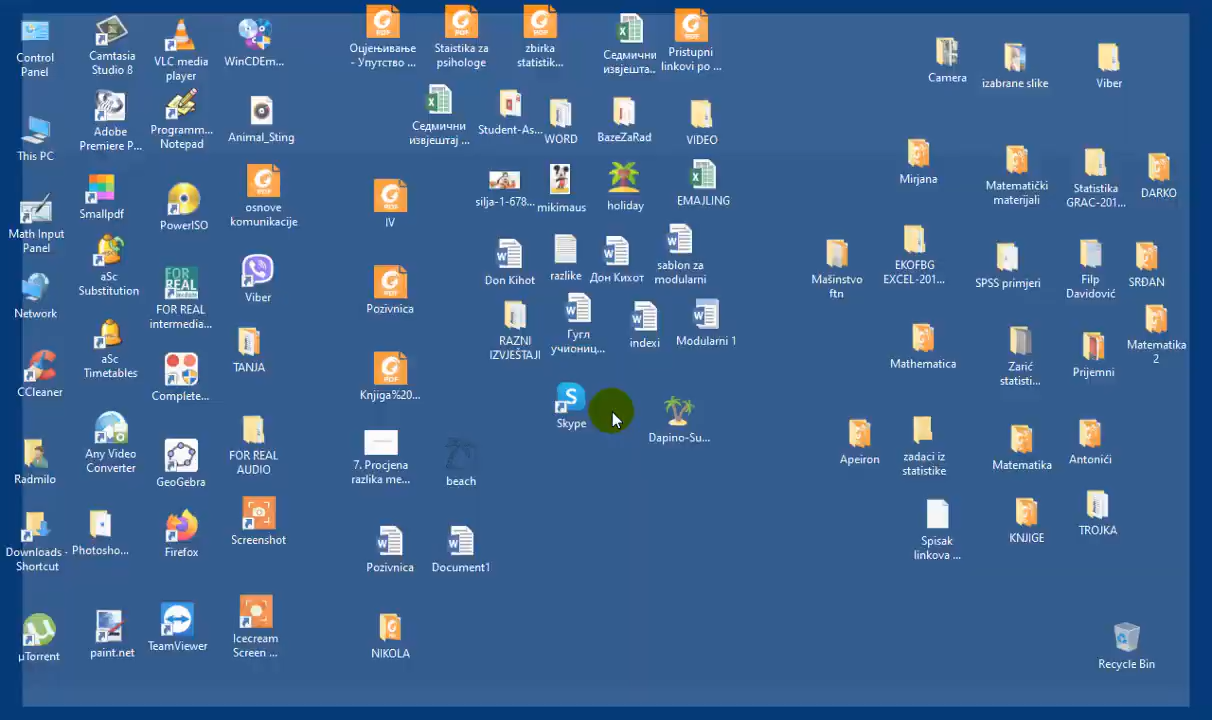 Control
Panel
Camtasia
Studio 8
VLC media
player
WinCDEm...
Оцјењивање
- Упутство ...
Staistika za
psihologe
zbirka
statistik...
Седмични
извјешта...
Pristupni
linkovi po ...
Camera
izabrane slike
Viber
This PC
Adobe
Premiere P...
Programm...
Notepad
Animal_Sting
Седмични
извјештај ...
Student-As...
WORD
BazeZaRad
VIDEO
Mirjana
Matematički
materijali
Statistika
GRAC-201...
DARKO
Math Input
Panel
Smallpdf
PowerISO
osnove
komunikacije
IV
silja-1-678...
mikimaus
holiday
EMAJLING
Network
aSc
Substitution
FOR
REAL
FOR REAL
intermedia...
Viber
Pozivnica
Don Kihot
razlike
Дон Кихот
sablon za
modularni
Mašinstvo
ftn
EKOFBG
EXCEL-201...
SPSS primjeri
Filp
Davidović
SRĐAN
CCleaner
aSc
Timetables
Complete...
TANJA
Knjiga%20...
RAZNI
IZVJEŠTAJI
Гугл
учиониц...
indexi
Modularni 1
Mathematica
Zarić
statisti...
Prijemni
Matematika
2
Skype
Dapino-Su...
Radmilo
Any Video
Converter
GeoGebra
FOR REAL
AUDIO
7. Procjena
razlika me...
beach
Apeiron
zadaci iz
statistike
Matematika
Antonići
Downloads -
Shortcut
Photosho...
Firefox
Screenshot
Pozivnica
Document1
Spisak
linkova ...
KNJIGE
TROJKA
µTorrent
paint.net
TeamViewer
Icecream
Screen ...
NIKOLA
Recycle Bin